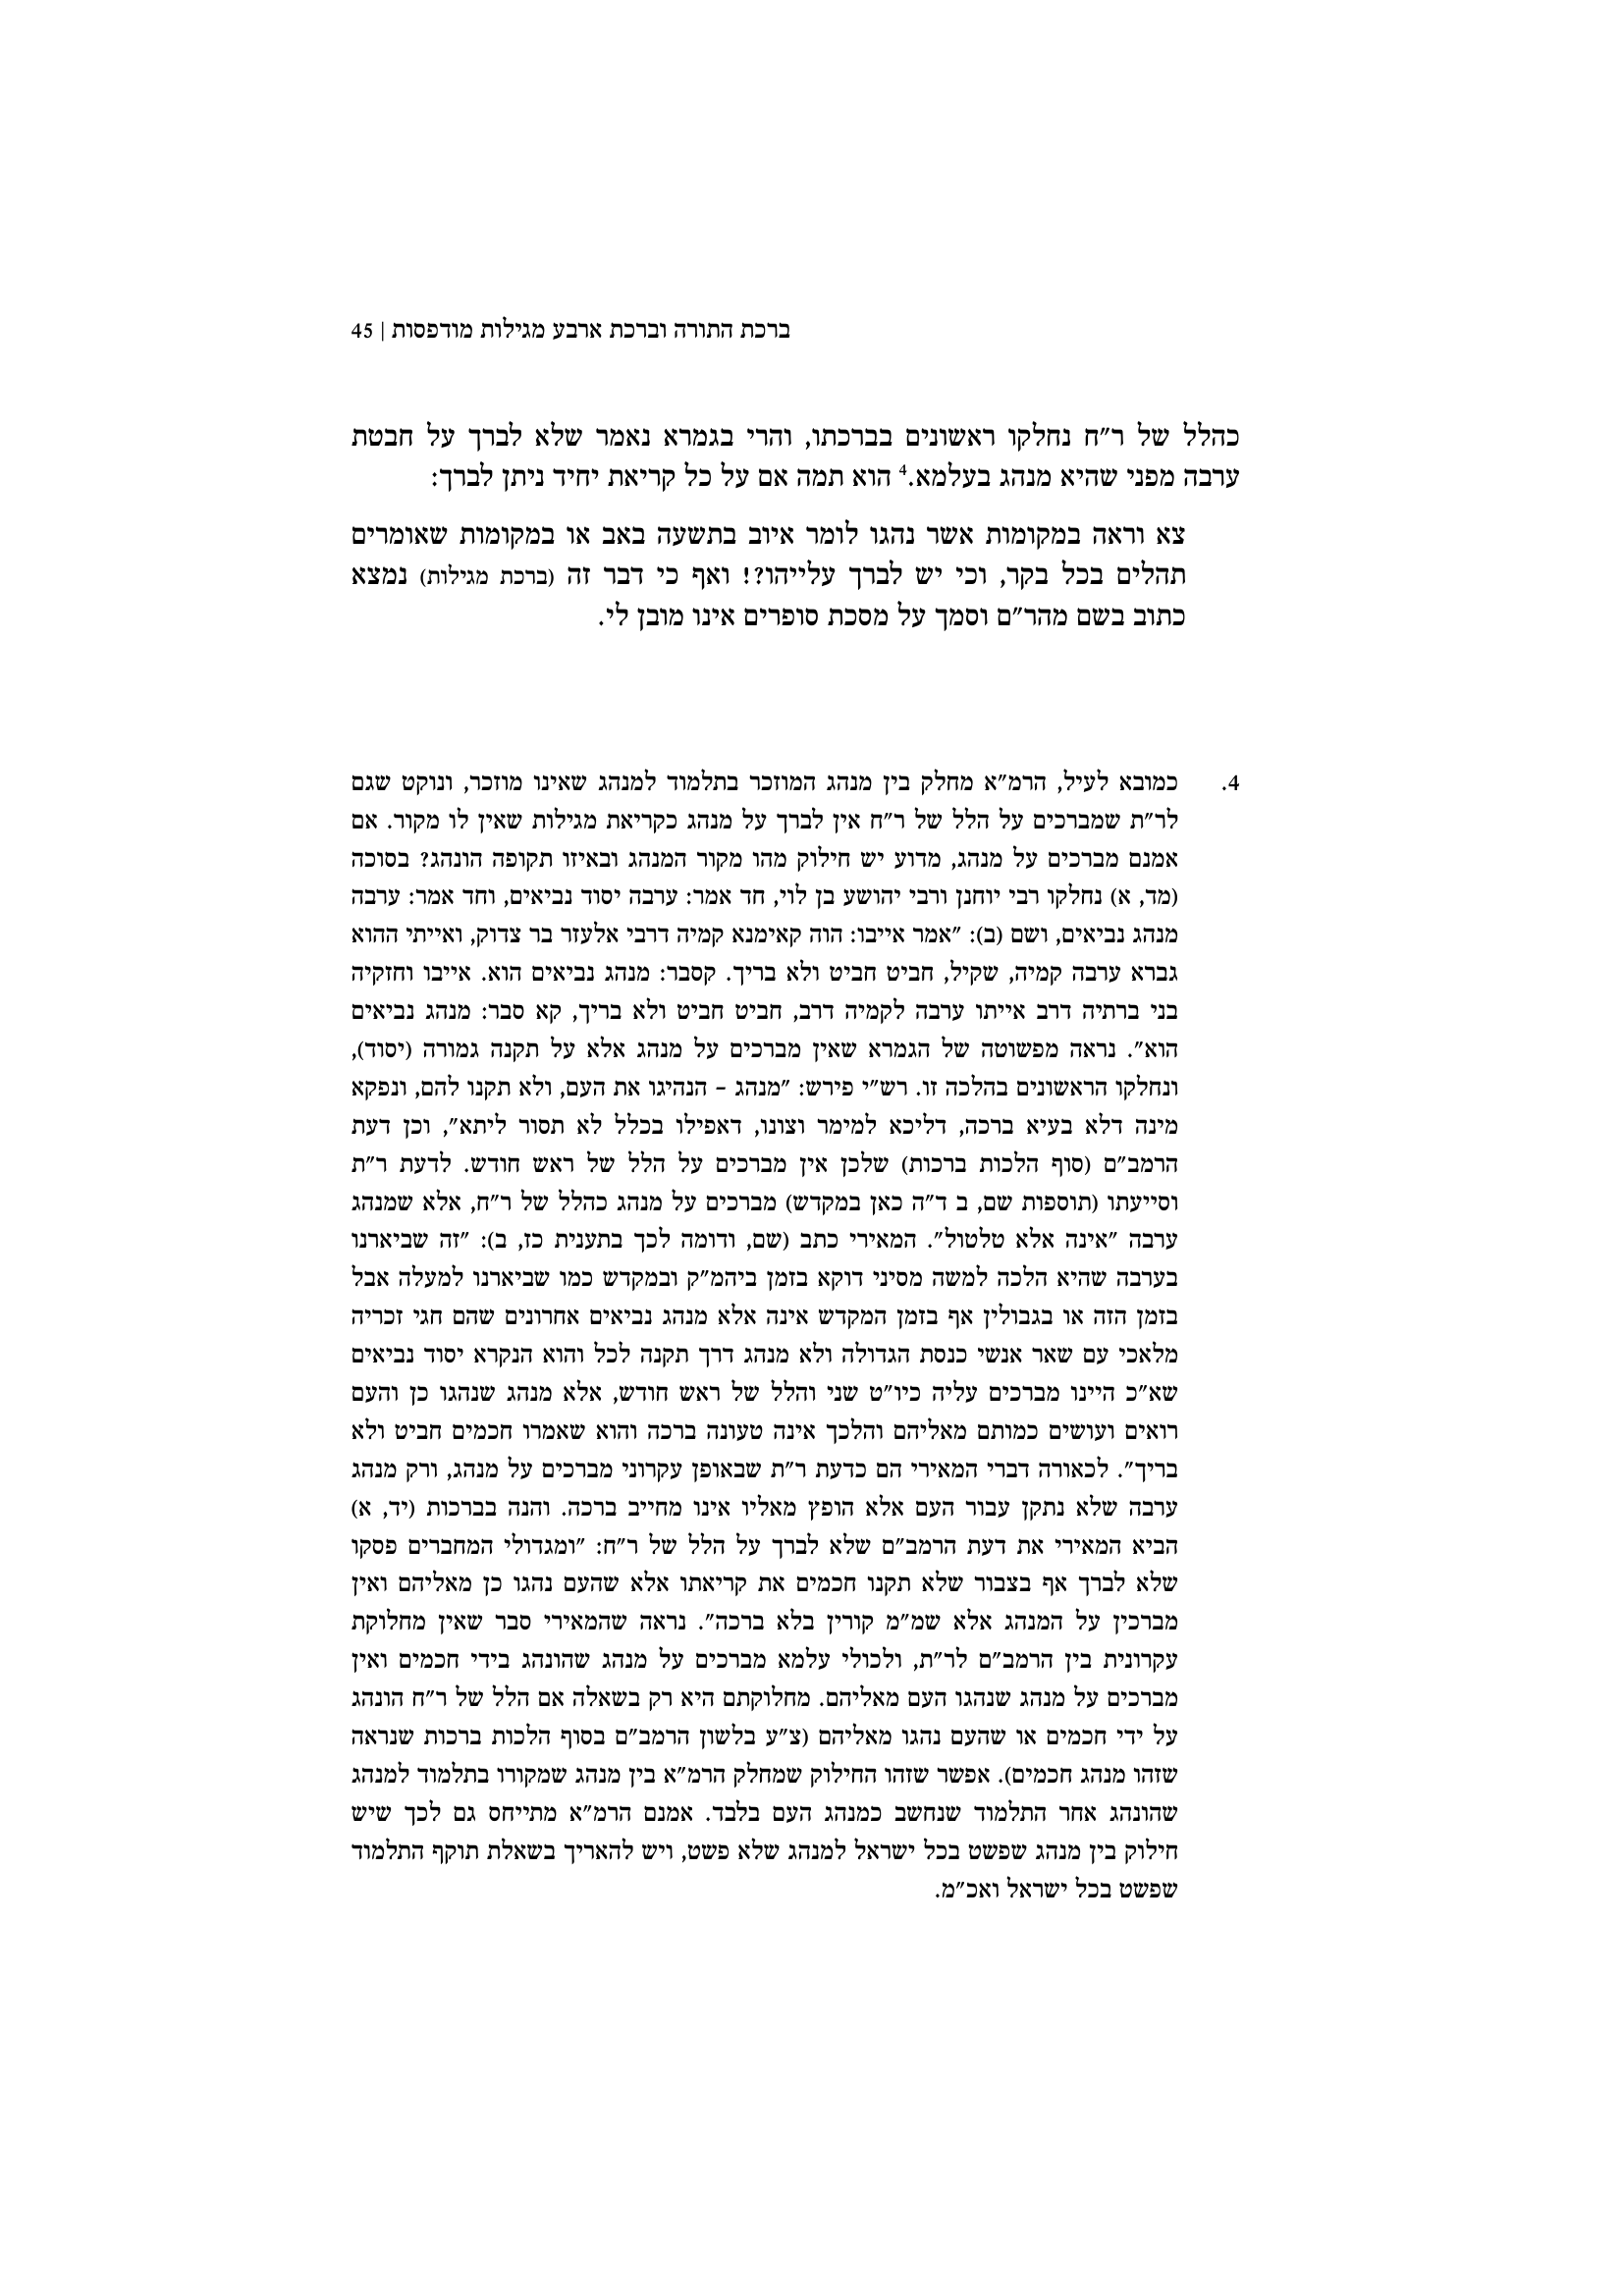 ברכת התורה וברכת ארבע מגילות מודפסות | 45
כהלל של ר״ח נחלקו ראשונים בברכתו, והרי בגמרא נאמר שלא לברך על חבטת
ערבה מפני שהיא מנהג בעלמא.4 הוא תמה אם על כל קריאת יחיד ניתן לברך:
צא וראה במקומות אשר נהגו לומר איוב בתשעה באב או במקומות שאומרים
תהלים בכל בקר, וכי יש לברך עלייהו?! ואף כי דבר זה (ברכת מגילות) נמצא
כתוב בשם מהר״ם וסמך על מסכת סופרים אינו מובן לי.
4. כמובא לעיל, הרמ״א מחלק בין מנהג המוזכר בתלמוד למנהג שאינו מוזכר, ונוקט שגם
לר״ת שמברכים על הלל של ר״ח אין לברך על מנהג כקריאת מגילות שאין לו מקור. אם
אמנם מברכים על מנהג, מדוע יש חילוק מהו מקור המנהג ובאיזו תקופה הונהג? בסוכה
(מד, א) נחלקו רבי יוחנן ורבי יהושע בן לוי, חד אמר: ערבה יסוד נביאים, וחד אמר: ערבה
מנהג נביאים, ושם (ב): ״אמר אייבו: הוה קאימנא קמיה דרבי אלעזר בר צדוק, ואייתי ההוא
גברא ערבה קמיה, שקיל, חביט חביט ולא בריך. קסבר: מנהג נביאים הוא. אייבו וחזקיה
בני ברתיה דרב אייתו ערבה לקמיה דרב, חביט חביט ולא בריך, קא סבר: מנהג נביאים
הוא״. נראה מפשוטה של הגמרא שאין מברכים על מנהג אלא על תקנה גמורה (יסוד),
ונחלקו הראשונים בהלכה זו. רש״י פירש: ״מנהג – הנהיגו את העם, ולא תקנו להם, ונפקא
מינה דלא בעיא ברכה, דליכא למימר וצונו, דאפילו בכלל לא תסור ליתא״, וכן דעת
הרמב״ם (סוף הלכות ברכות) שלכן אין מברכים על הלל של ראש חודש. לדעת ר״ת
וסייעתו (תוספות שם, ב ד״ה כאן במקדש) מברכים על מנהג כהלל של ר״ח, אלא שמנהג
ערבה ״אינה אלא טלטול״. המאירי כתב (שם, ודומה לכך בתענית כז, ב): ״זה שביארנו
בערבה שהיא הלכה למשה מסיני דוקא בזמן ביהמ״ק ובמקדש כמו שביארנו למעלה אבל
בזמן הזה או בגבולין אף בזמן המקדש אינה אלא מנהג נביאים אחרונים שהם חגי זכריה
מלאכי עם שאר אנשי כנסת הגדולה ולא מנהג דרך תקנה לכל והוא הנקרא יסוד נביאים
שא״כ היינו מברכים עליה כיו״ט שני והלל של ראש חודש, אלא מנהג שנהגו כן והעם
רואים ועושים כמותם מאליהם והלכך אינה טעונה ברכה והוא שאמרו חכמים חביט ולא
בריך״. לכאורה דברי המאירי הם כדעת ר״ת שבאופן עקרוני מברכים על מנהג, ורק מנהג
ערבה שלא נתקן עבור העם אלא הופץ מאליו אינו מחייב ברכה. והנה בברכות (יד, א)
הביא המאירי את דעת הרמב״ם שלא לברך על הלל של ר״ח: ״ומגדולי המחברים פסקו
שלא לברך אף בצבור שלא תקנו חכמים את קריאתו אלא שהעם נהגו כן מאליהם ואין
מברכין על המנהג אלא שמ״מ קורין בלא ברכה״. נראה שהמאירי סבר שאין מחלוקת
עקרונית בין הרמב״ם לר״ת, ולכולי עלמא מברכים על מנהג שהונהג בידי חכמים ואין
מברכים על מנהג שנהגו העם מאליהם. מחלוקתם היא רק בשאלה אם הלל של ר״ח הונהג
על ידי חכמים או שהעם נהגו מאליהם (צ״ע בלשון הרמב״ם בסוף הלכות ברכות שנראה
שזהו מנהג חכמים). אפשר שזהו החילוק שמחלק הרמ״א בין מנהג שמקורו בתלמוד למנהג
שהונהג אחר התלמוד שנחשב כמנהג העם בלבד. אמנם הרמ״א מתייחס גם לכך שיש
חילוק בין מנהג שפשט בכל ישראל למנהג שלא פשט, ויש להאריך בשאלת תוקף התלמוד
שפשט בכל ישראל ואכ״מ.